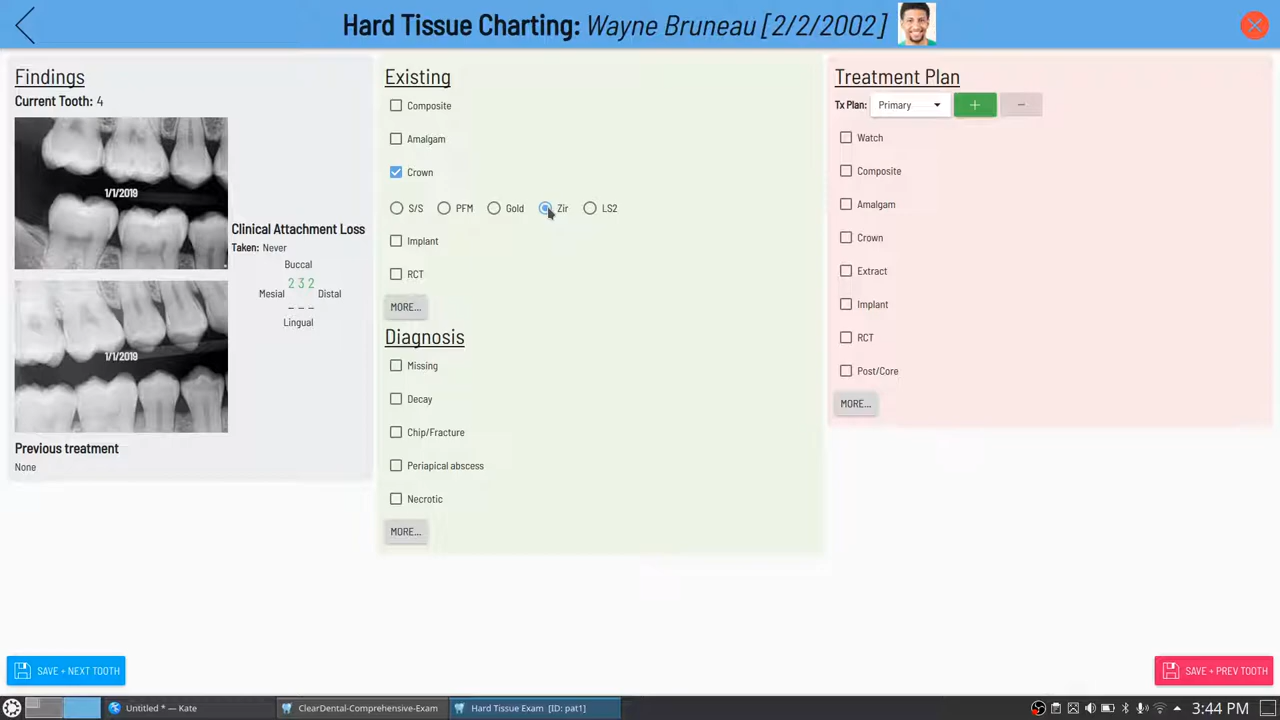 Hard Tissue Charting: Wayne Bruneau [2/2/2002]
Findings
Current Tooth: 4
1/1/2019
Clinical Attachment Loss
Taken: Never
Buccal
2 3 2
Mesial Distal
– – –
Lingual
1/1/2019
Previous treatment
None
Existing
Composite
Amalgam
Crown
S/S PFM Gold Zir LS2
Implant
RCT
MORE...
Diagnosis
Missing
Decay
Chip/Fracture
Periapical abscess
Necrotic
MORE...
Treatment Plan
Tx Plan: Primary + −
Watch
Composite
Amalgam
Crown
Extract
Implant
RCT
Post/Core
MORE...
SAVE + NEXT TOOTH
SAVE + PREV TOOTH
Untitled * — Kate
ClearDental-Comprehensive-Exam
Hard Tissue Exam [ID: pat1]
3:44 PM